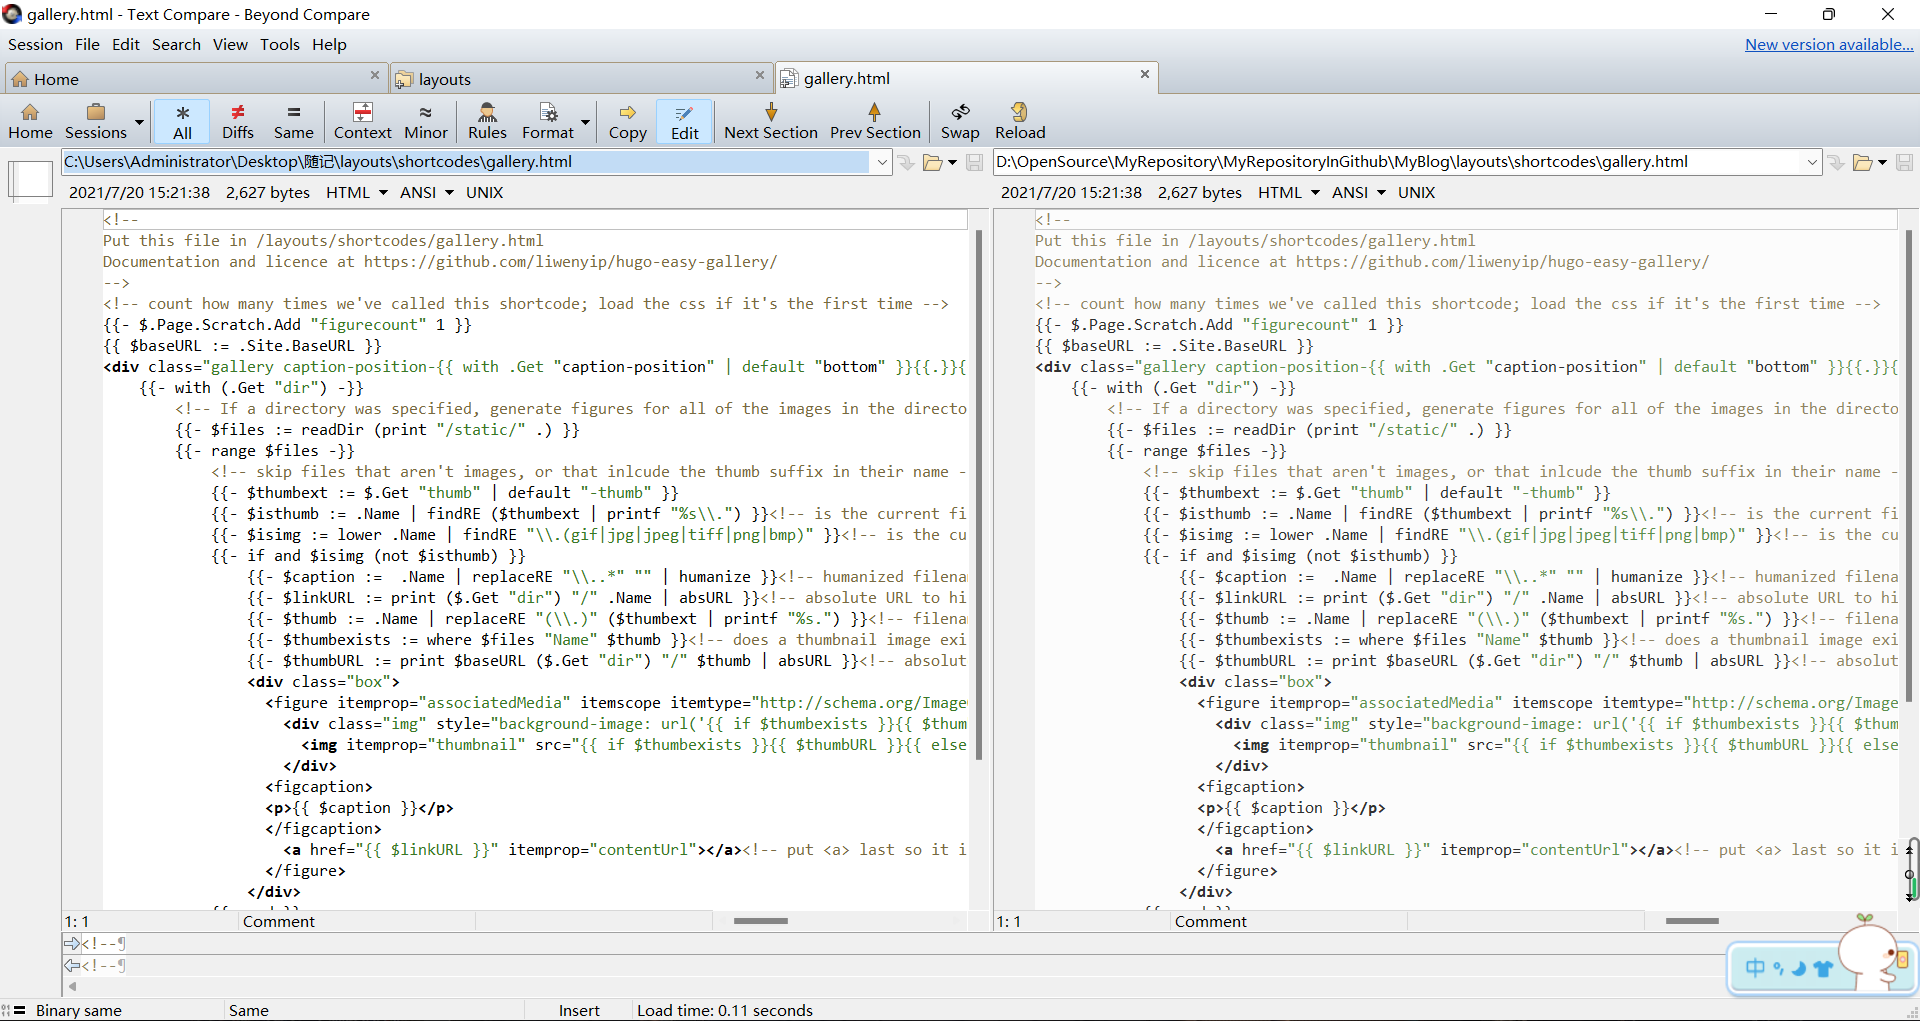 gallery.html - Text Compare - Beyond Compare
Session File Edit Search View Tools Help
New version available...
Home
layouts
gallery.html
Home Sessions All Diffs Same Context Minor Rules Format Copy Edit Next Section Prev Section Swap Reload
C:\Users\Administrator\Desktop\随记\layouts\shortcodes\gallery.html
2021/7/20 15:21:38 2,627 bytes HTML ANSI UNIX
<!--
Put this file in /layouts/shortcodes/gallery.html
Documentation and licence at https://github.com/liwenyip/hugo-easy-gallery/
-->
<!-- count how many times we've called this shortcode; load the css if it's the first time -->
{{- $.Page.Scratch.Add "figurecount" 1 }}
{{ $baseURL := .Site.BaseURL }}
<div class="gallery caption-position-{{ with .Get "caption-position" | default "bottom" }}{{.}}{
{{- with (.Get "dir") -}}
<!-- If a directory was specified, generate figures for all of the images in the directo
{{- $files := readDir (print "/static/" .) }}
{{- range $files -}}
<!-- skip files that aren't images, or that inlcude the thumb suffix in their name -
{{- $thumbext := $.Get "thumb" | default "-thumb" }}
{{- $isthumb := .Name | findRE ($thumbext | printf "%s\\.") }}<!-- is the current fi
{{- $isimg := lower .Name | findRE "\\.(gif|jpg|jpeg|tiff|png|bmp)" }}<!-- is the cu
{{- if and $isimg (not $isthumb) }}
{{- $caption :=  .Name | replaceRE "\\..*" "" | humanize }}<!-- humanized filena
{{- $linkURL := print ($.Get "dir") "/" .Name | absURL }}<!-- absolute URL to hi
{{- $thumb := .Name | replaceRE "(\\.)" ($thumbext | printf "%s.") }}<!-- filena
{{- $thumbexists := where $files "Name" $thumb }}<!-- does a thumbnail image exi
{{- $thumbURL := print $baseURL ($.Get "dir") "/" $thumb | absURL }}<!-- absolut
<div class="box">
<figure itemprop="associatedMedia" itemscope itemtype="http://schema.org/Image
<div class="img" style="background-image: url('{{ if $thumbexists }}{{ $thum
<img itemprop="thumbnail" src="{{ if $thumbexists }}{{ $thumbURL }}{{ else
</div>
<figcaption>
<p>{{ $caption }}</p>
</figcaption>
<a href="{{ $linkURL }}" itemprop="contentUrl"></a><!-- put <a> last so it i
</figure>
</div>
1: 1 Comment
D:\OpenSource\MyRepository\MyRepositoryInGithub\MyBlog\layouts\shortcodes\gallery.html
2021/7/20 15:21:38 2,627 bytes HTML ANSI UNIX
<!--
Put this file in /layouts/shortcodes/gallery.html
Documentation and licence at https://github.com/liwenyip/hugo-easy-gallery/
-->
<!-- count how many times we've called this shortcode; load the css if it's the first time -->
{{- $.Page.Scratch.Add "figurecount" 1 }}
{{ $baseURL := .Site.BaseURL }}
<div class="gallery caption-position-{{ with .Get "caption-position" | default "bottom" }}{{.}}{
{{- with (.Get "dir") -}}
<!-- If a directory was specified, generate figures for all of the images in the directo
{{- $files := readDir (print "/static/" .) }}
{{- range $files -}}
<!-- skip files that aren't images, or that inlcude the thumb suffix in their name -
{{- $thumbext := $.Get "thumb" | default "-thumb" }}
{{- $isthumb := .Name | findRE ($thumbext | printf "%s\\.") }}<!-- is the current fi
{{- $isimg := lower .Name | findRE "\\.(gif|jpg|jpeg|tiff|png|bmp)" }}<!-- is the cu
{{- if and $isimg (not $isthumb) }}
{{- $caption :=  .Name | replaceRE "\\..*" "" | humanize }}<!-- humanized filena
{{- $linkURL := print ($.Get "dir") "/" .Name | absURL }}<!-- absolute URL to hi
{{- $thumb := .Name | replaceRE "(\\.)" ($thumbext | printf "%s.") }}<!-- filena
{{- $thumbexists := where $files "Name" $thumb }}<!-- does a thumbnail image exi
{{- $thumbURL := print $baseURL ($.Get "dir") "/" $thumb | absURL }}<!-- absolut
<div class="box">
<figure itemprop="associatedMedia" itemscope itemtype="http://schema.org/Image
<div class="img" style="background-image: url('{{ if $thumbexists }}{{ $thum
<img itemprop="thumbnail" src="{{ if $thumbexists }}{{ $thumbURL }}{{ else
</div>
<figcaption>
<p>{{ $caption }}</p>
</figcaption>
<a href="{{ $linkURL }}" itemprop="contentUrl"></a><!-- put <a> last so it i
</figure>
</div>
1: 1 Comment
<!--¶
<!--¶
中
Binary same Same Insert Load time: 0.11 seconds